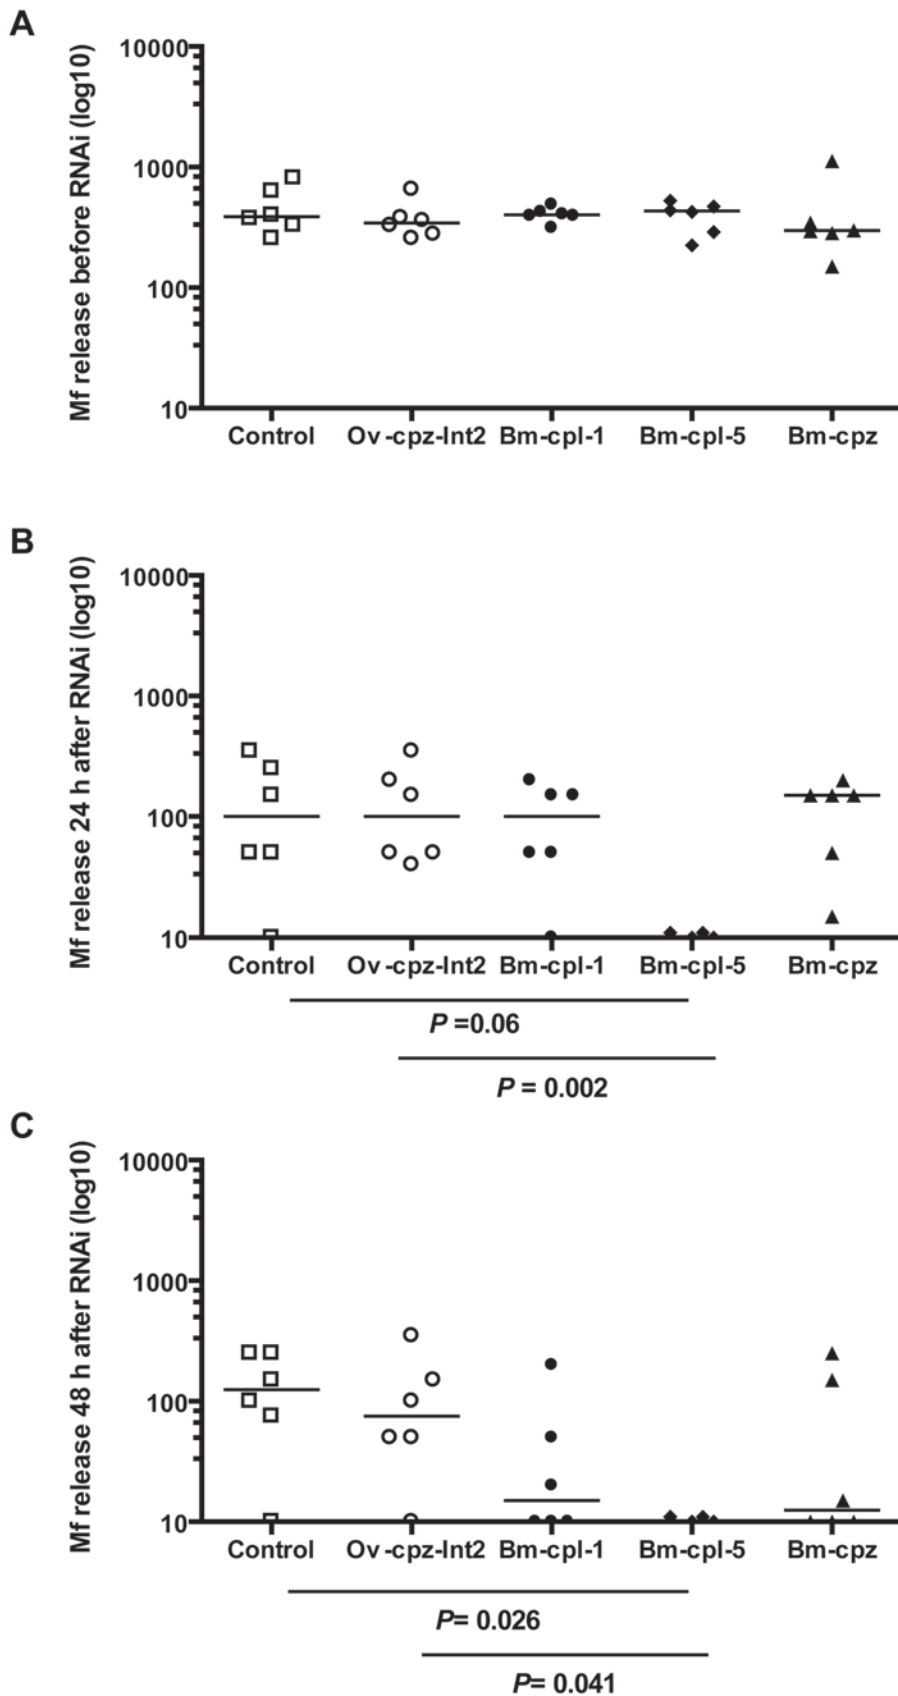 A
Mf release before RNAi (log10)
10000
1000
100
10
Control Ov-cpz-Int2 Bm-cpl-1 Bm-cpl-5 Bm-cpz
B
Mf release 24 h after RNAi (log10)
10000
1000
100
10
Control Ov-cpz-Int2 Bm-cpl-1 Bm-cpl-5 Bm-cpz
P =0.06
P = 0.002
C
Mf release 48 h after RNAi (log10)
10000
1000
100
10
Control Ov-cpz-Int2 Bm-cpl-1 Bm-cpl-5 Bm-cpz
P= 0.026
P= 0.041